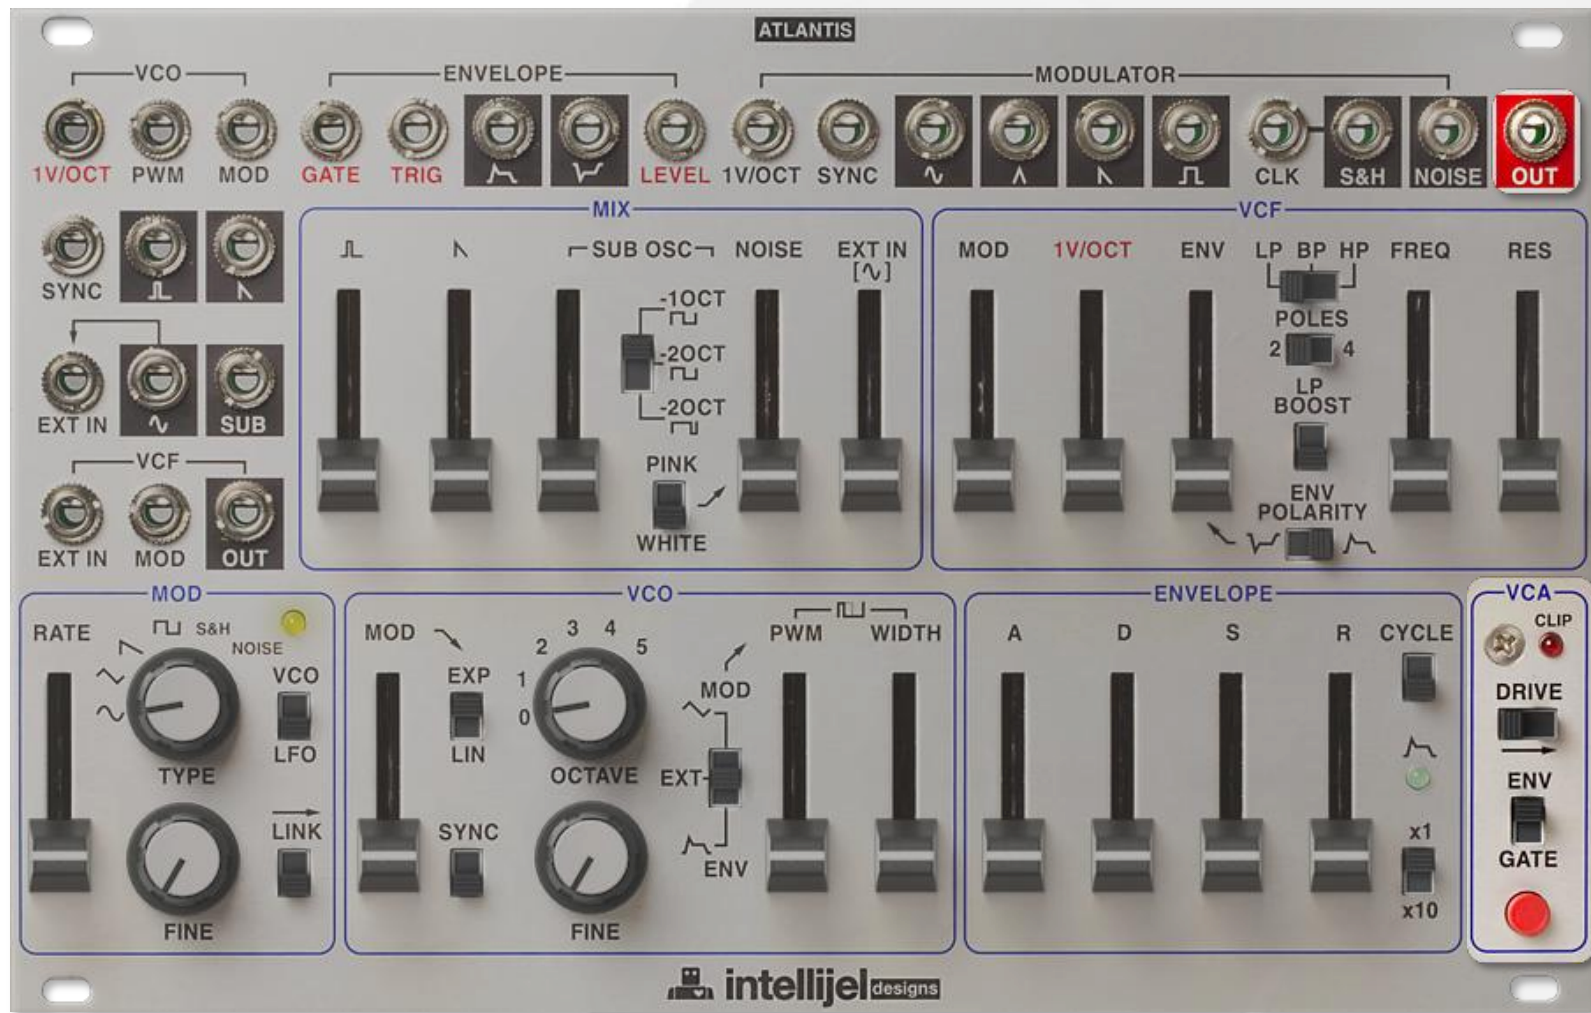 ATLANTIS
VCO
ENVELOPE
MODULATOR
1V/OCT PWM MOD GATE TRIG LEVEL 1V/OCT SYNC CLK S&H NOISE OUT
SYNC
EXT IN SUB
VCF
EXT IN MOD OUT
MIX
SUB OSC NOISE EXT IN
-1OCT
-2OCT
-2OCT
PINK
WHITE
VCF
MOD 1V/OCT ENV LP BP HP FREQ RES
POLES
2 4
LP
BOOST
ENV
POLARITY
MOD
RATE S&H
NOISE
VCO
LFO
TYPE
LINK
FINE
VCO
MOD 2 3 4 5 PWM WIDTH
EXP 1 MOD
0
LIN OCTAVE EXT
SYNC
ENV
FINE
ENVELOPE
A D S R CYCLE
x1
x10
VCA
CLIP
DRIVE
ENV
GATE
intellijel designs